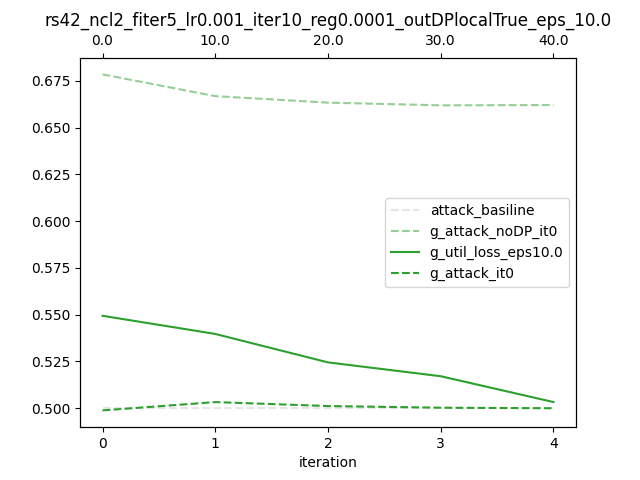 rs42_ncl2_fiter5_lr0.001_iter10_reg0.0001_outDPlocalTrue_eps_10.0
0.0 10.0 20.0 30.0 40.0
0.675
0.650
0.625
0.600
0.575
0.550
0.525
0.500
attack_basiline
g_attack_noDP_it0
g_util_loss_eps10.0
g_attack_it0
0 1 2 3 4
iteration